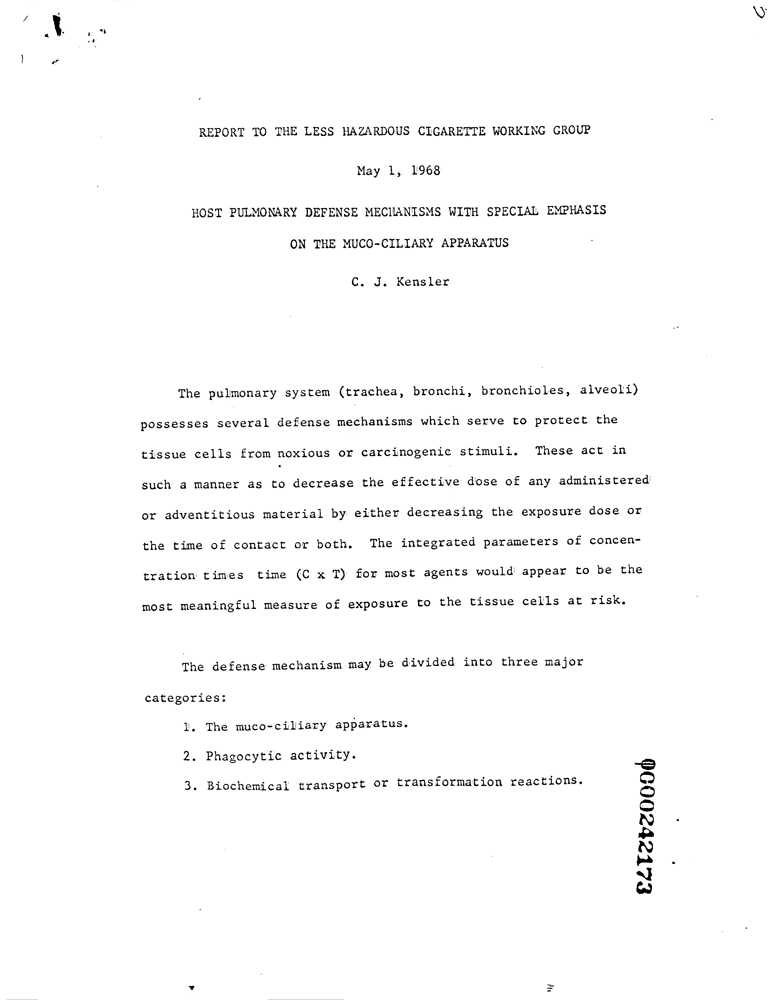 REPORT TO THE LESS HAZARDOUS CIGARETTE WORKING GROUP
May 1, 1968
HOST PULMONARY DEFENSE MECHANISMS WITH SPECIAL EMPHASIS
ON THE MUCO-CILIARY APPARATUS
C. J. Kensler
The pulmonary system (trachea, bronchi, bronchioles, alveoli)
possesses several defense mechanisms which serve to protect the
tissue cells from noxious or carcinogenic stimuli. These act in
such a manner as to decrease the effective dose of any administered
or adventitious material by either decreasing the exposure dose or
the time of contact or both. The integrated parameters of concen-
tration times time (C x T) for most agents would appear to be the
most meaningful measure of exposure to the tissue cells at risk.
The defense mechanism may be divided into three major
categories:
1. The muco-ciliary apparatus.
2. Phagocytic activity.
3. Biochemical transport or transformation reactions.
00242173